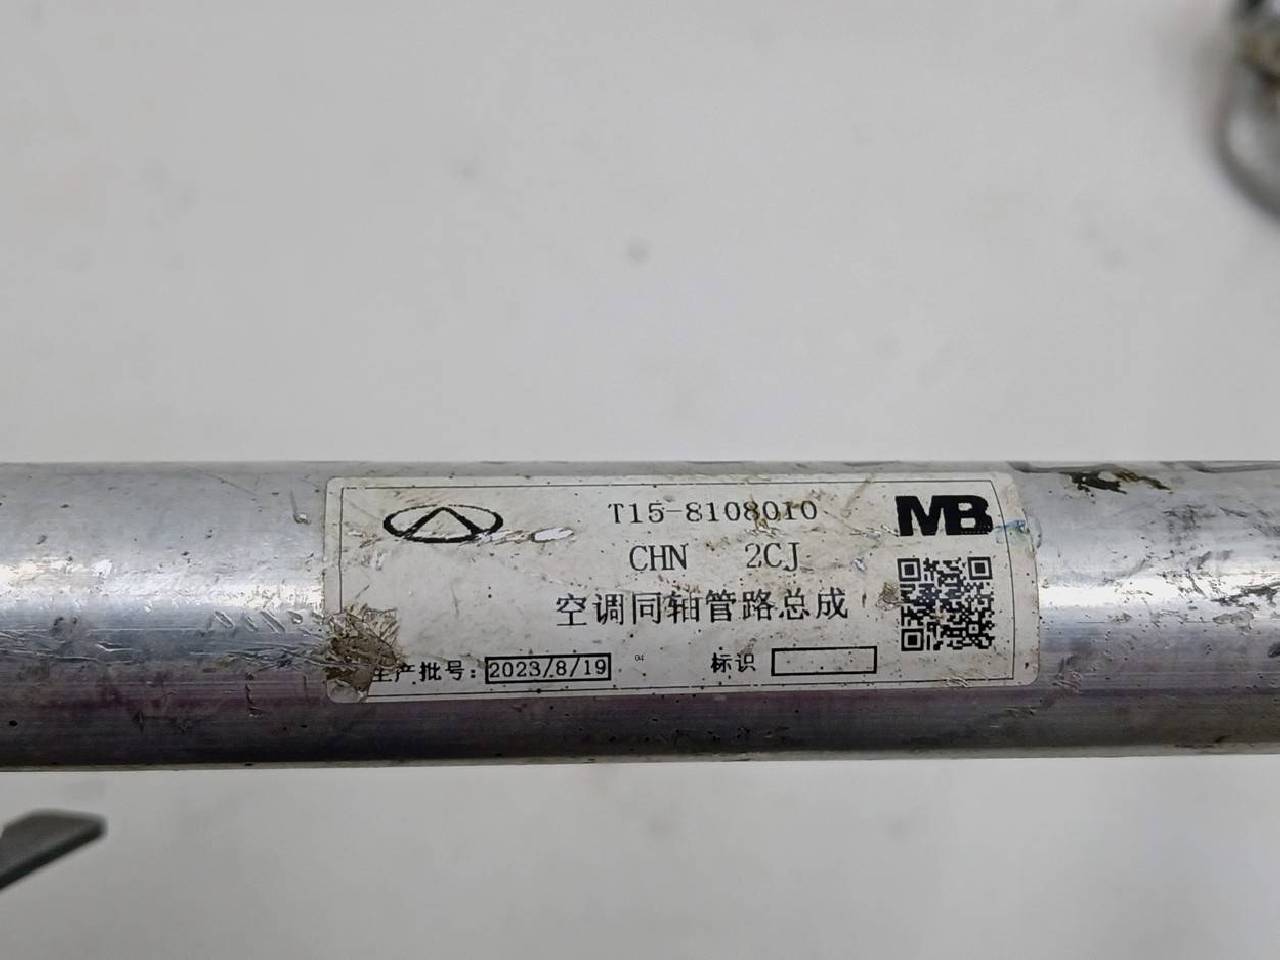 T15-8108010
MB
CHN 2CJ
空调同轴管路总成
生产批号: 2023/8/19 04 标识